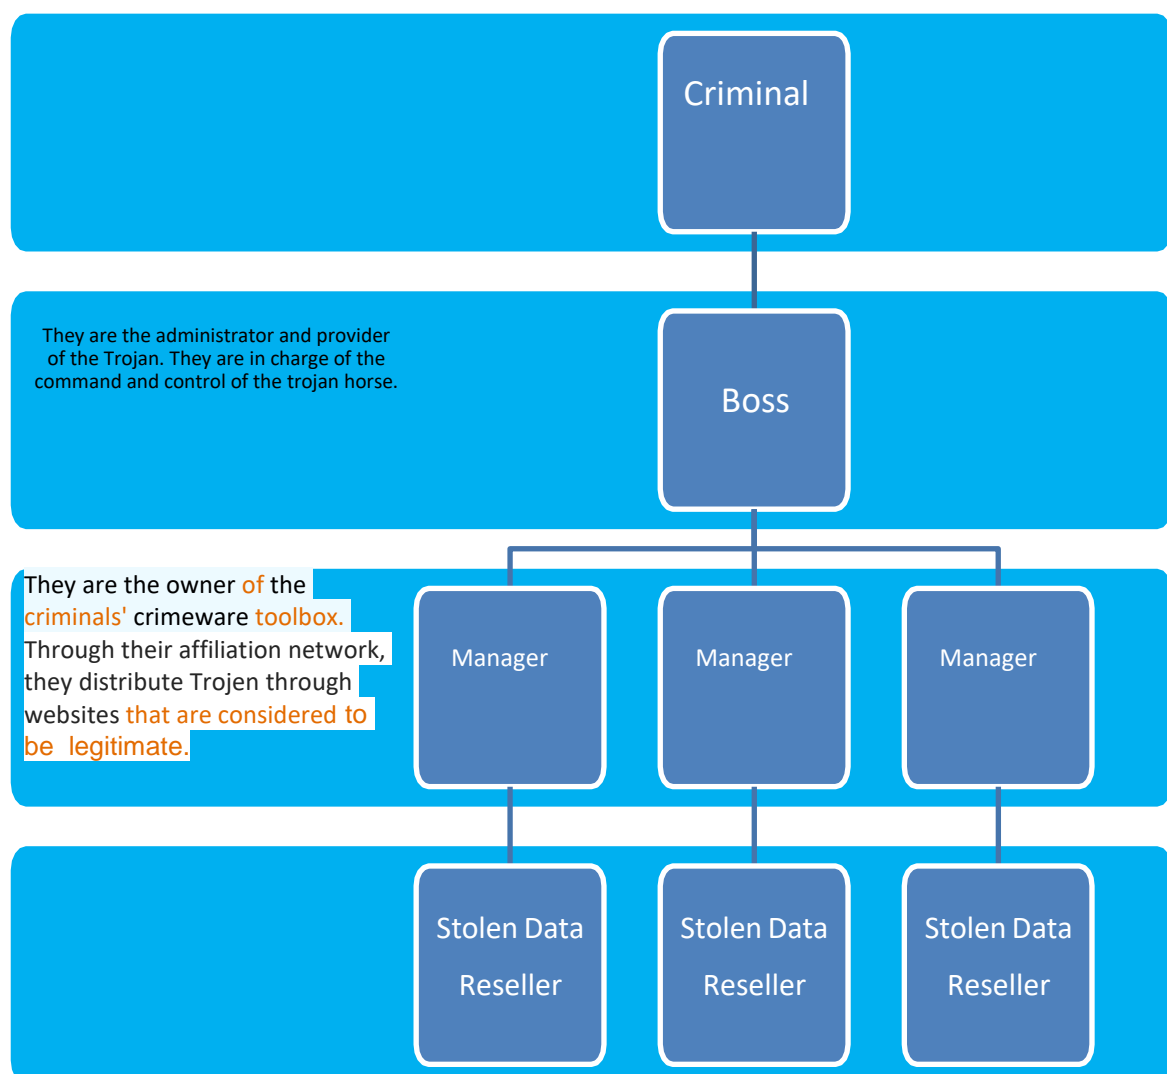 Criminal
They are the administrator and provider
of the Trojan. They are in charge of the
command and control of the trojan horse.
Boss
They are the owner of the
criminals' crimeware toolbox.
Through their affiliation network,
they distribute Trojen through
websites that are considered to
be legitimate.
Manager
Manager
Manager
Stolen Data
Reseller
Stolen Data
Reseller
Stolen Data
Reseller